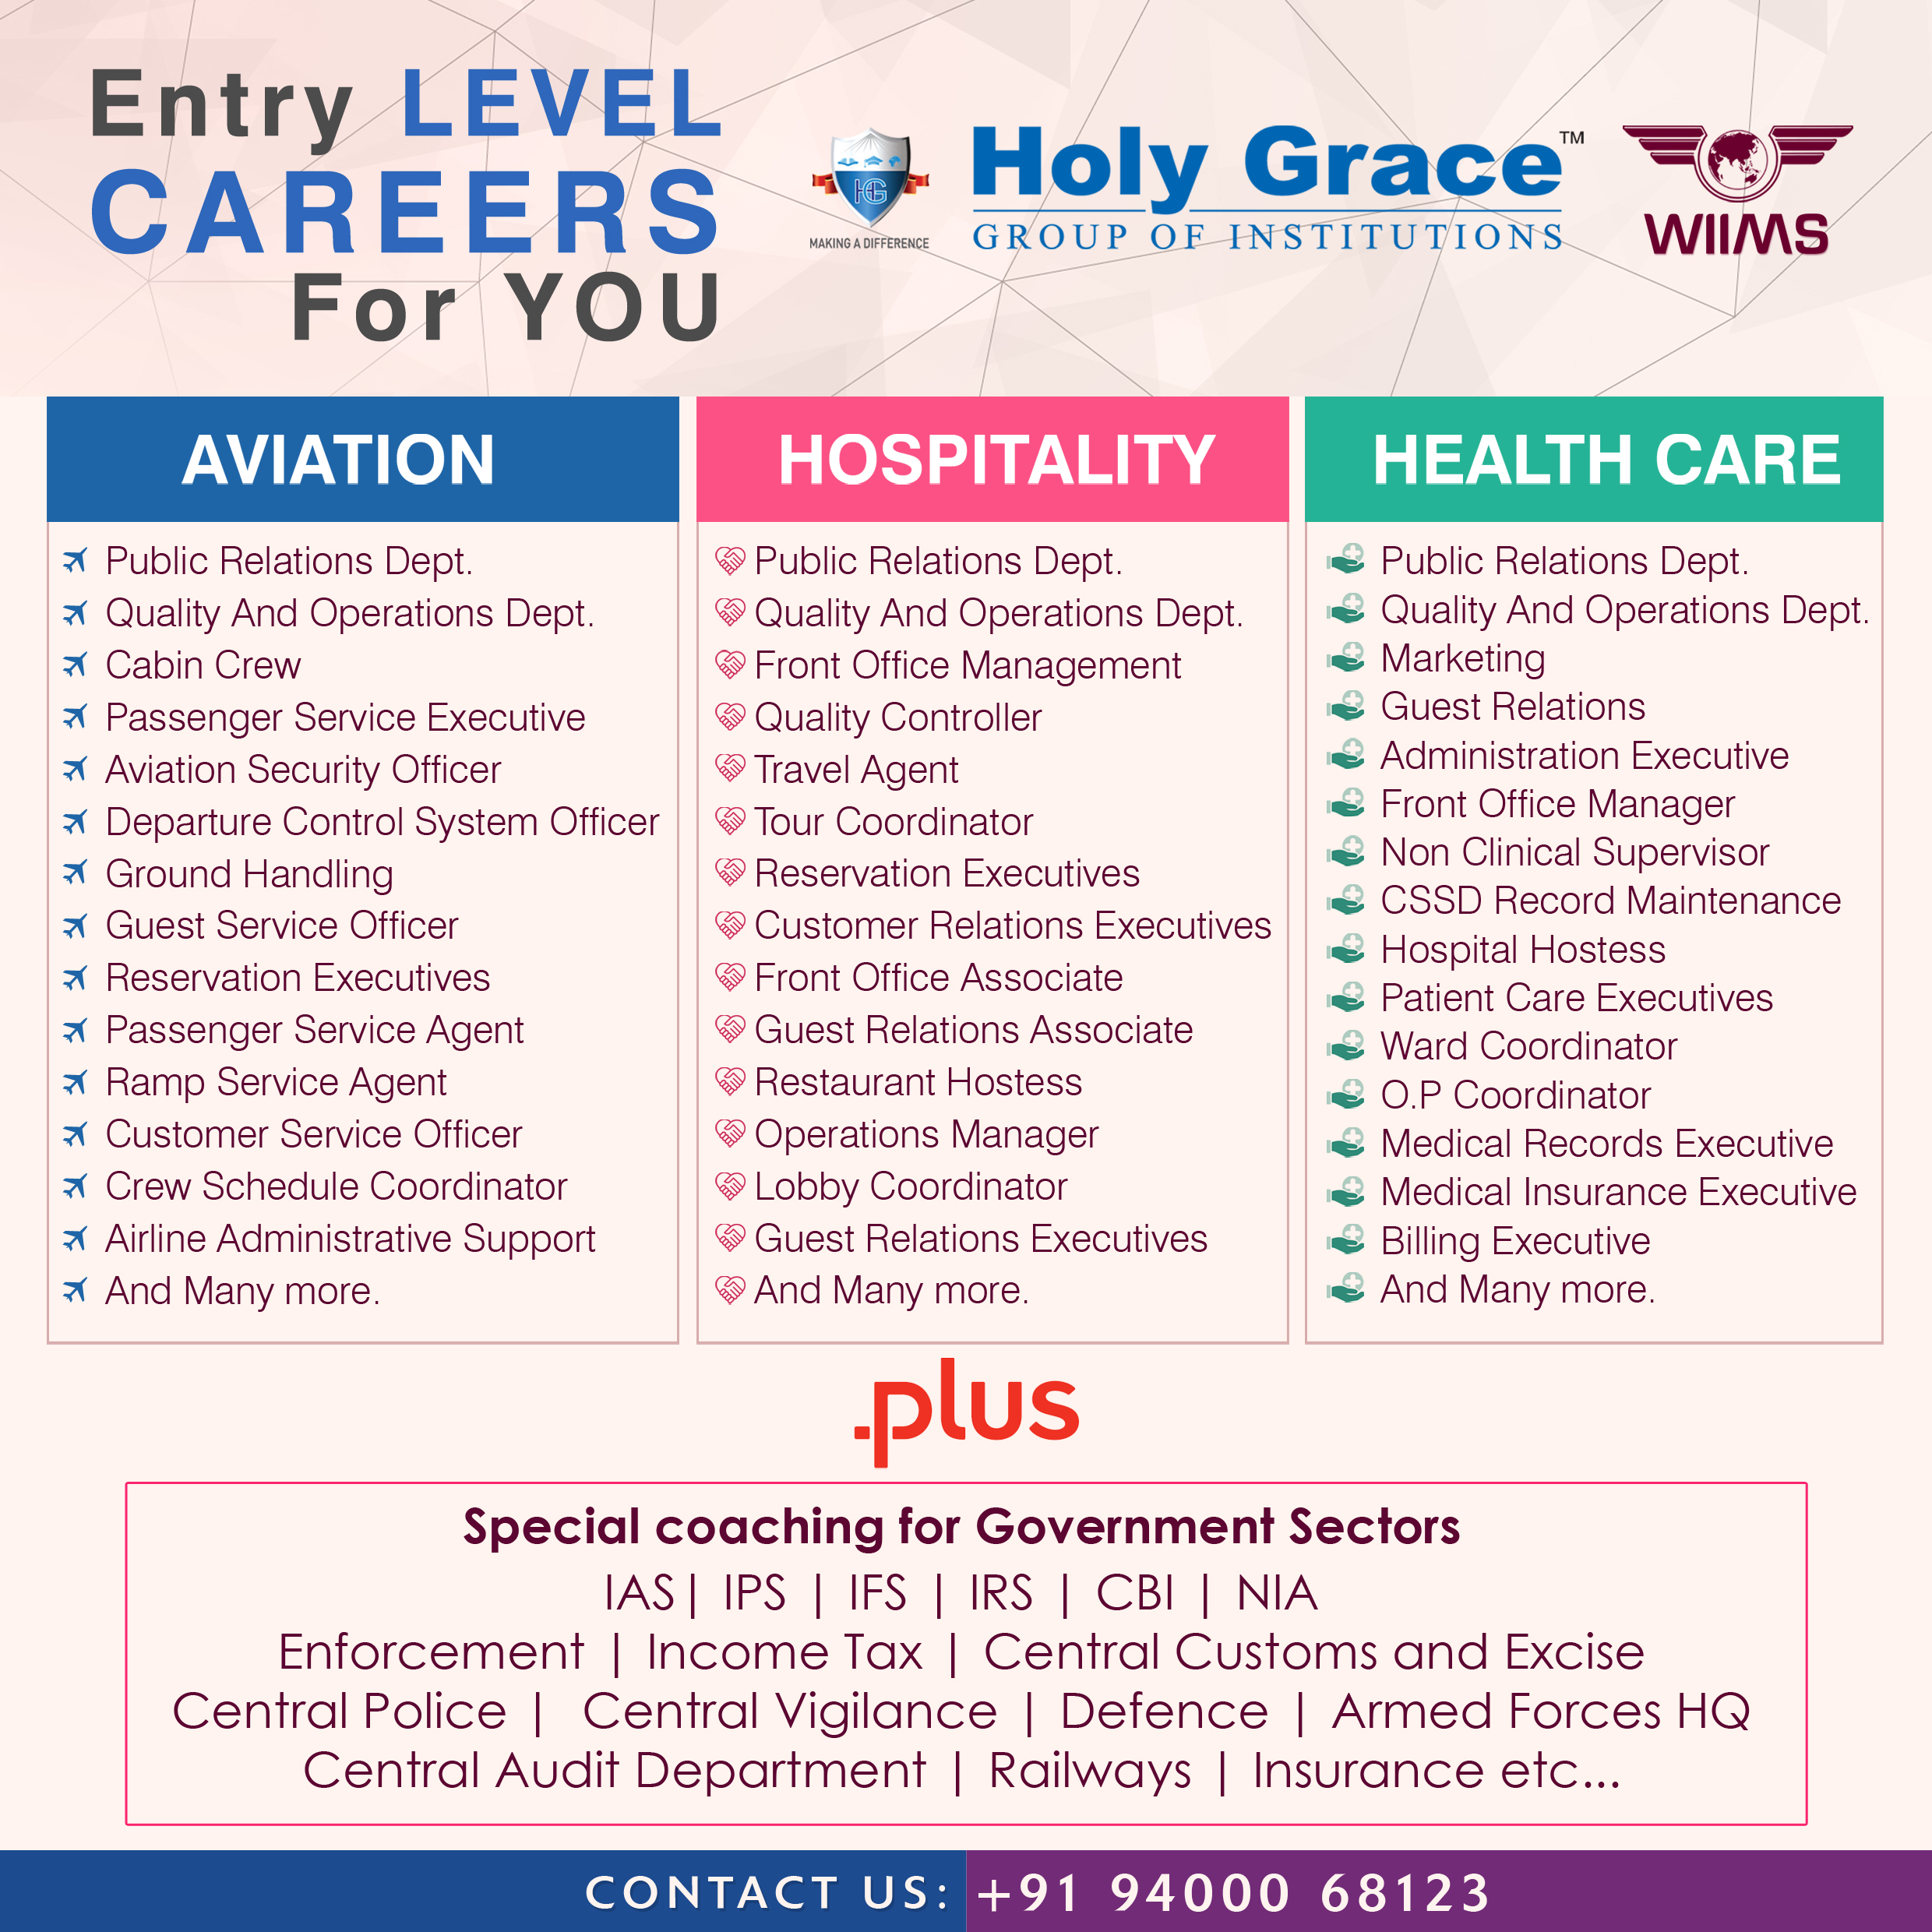 Entry LEVEL
CAREERS
For YOU
HG
MAKING A DIFFERENCE
Holy Grace™
GROUP OF INSTITUTIONS
WIIMS
AVIATION
Public Relations Dept.
Quality And Operations Dept.
Cabin Crew
Passenger Service Executive
Aviation Security Officer
Departure Control System Officer
Ground Handling
Guest Service Officer
Reservation Executives
Passenger Service Agent
Ramp Service Agent
Customer Service Officer
Crew Schedule Coordinator
Airline Administrative Support
And Many more.
HOSPITALITY
Public Relations Dept.
Quality And Operations Dept.
Front Office Management
Quality Controller
Travel Agent
Tour Coordinator
Reservation Executives
Customer Relations Executives
Front Office Associate
Guest Relations Associate
Restaurant Hostess
Operations Manager
Lobby Coordinator
Guest Relations Executives
And Many more.
HEALTH CARE
Public Relations Dept.
Quality And Operations Dept.
Marketing
Guest Relations
Administration Executive
Front Office Manager
Non Clinical Supervisor
CSSD Record Maintenance
Hospital Hostess
Patient Care Executives
Ward Coordinator
O.P Coordinator
Medical Records Executive
Medical Insurance Executive
Billing Executive
And Many more.
plus
Special coaching for Government Sectors
IAS| IPS | IFS | IRS | CBI | NIA
Enforcement | Income Tax | Central Customs and Excise
Central Police | Central Vigilance | Defence | Armed Forces HQ
Central Audit Department | Railways | Insurance etc...
CONTACT US: +91 94000 68123